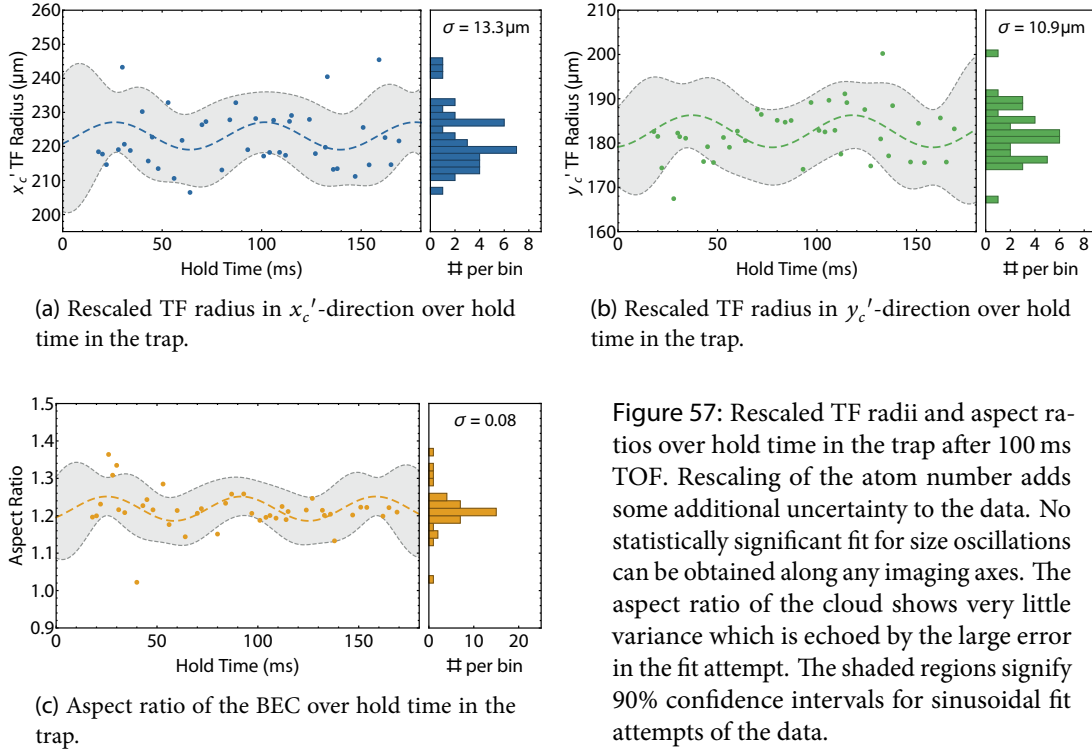 260
250
240
230
220
210
200
x_c' TF Radius (μm)
0 50 100 150
Hold Time (ms)
σ = 13.3 μm
0 2 4 6 8
# per bin
(a) Rescaled TF radius in x_c'-direction over hold
time in the trap.
210
200
190
180
170
160
y_c' TF Radius (μm)
0 50 100 150
Hold Time (ms)
σ = 10.9 μm
0 2 4 6 8
# per bin
(b) Rescaled TF radius in y_c'-direction over hold
time in the trap.
1.5
1.4
1.3
1.2
1.1
1.0
0.9
Aspect Ratio
0 50 100 150
Hold Time (ms)
σ = 0.08
0 10 20
# per bin
(c) Aspect ratio of the BEC over hold time in the
trap.
Figure 57: Rescaled TF radii and aspect ra-
tios over hold time in the trap after 100 ms
TOF. Rescaling of the atom number adds
some additional uncertainty to the data. No
statistically significant fit for size oscillations
can be obtained along any imaging axes. The
aspect ratio of the cloud shows very little
variance which is echoed by the large error
in the fit attempt. The shaded regions signify
90% confidence intervals for sinusoidal fit
attempts of the data.